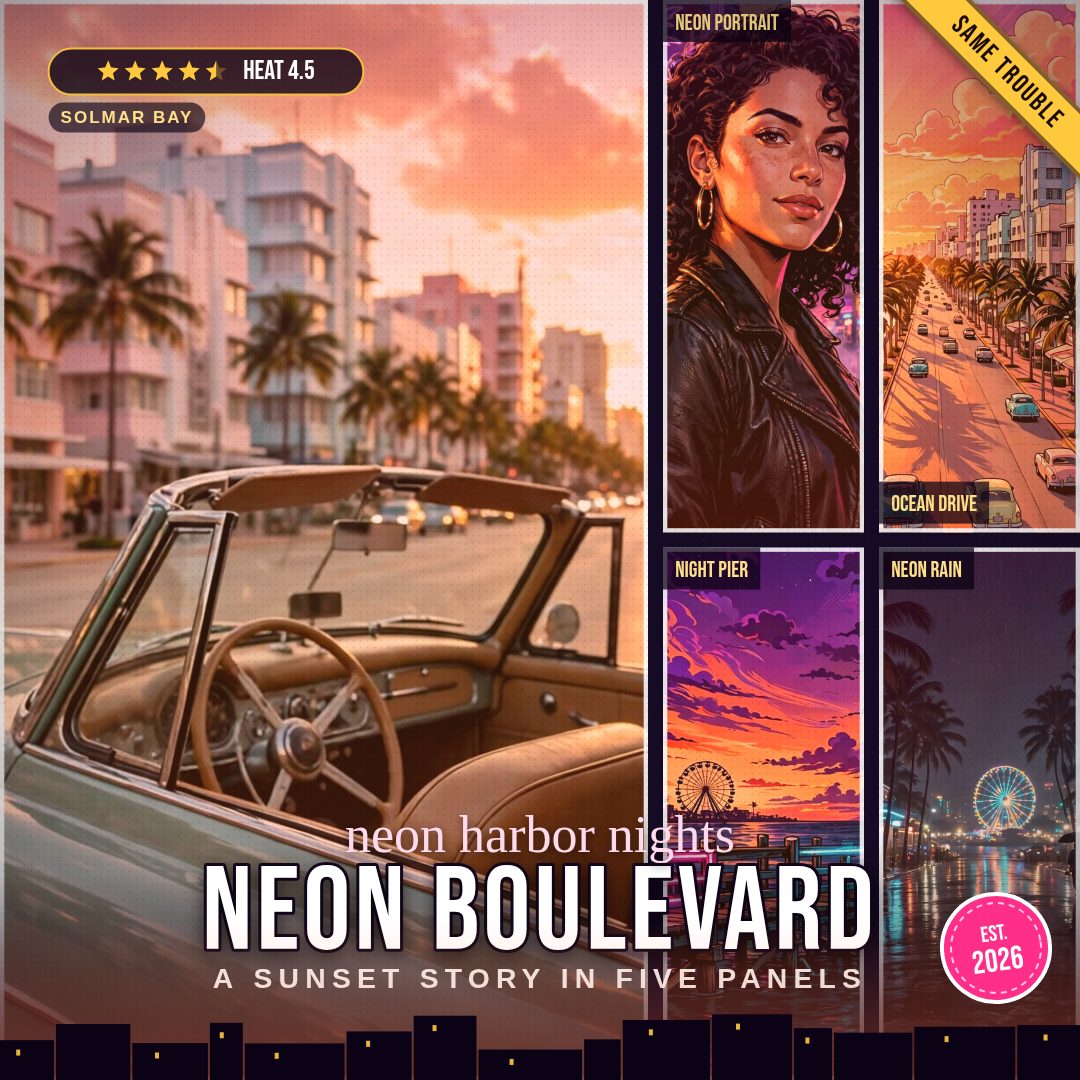 HEAT 4.5
SOLMAR BAY
NEON PORTRAIT
SAME TROUBLE
OCEAN DRIVE
NIGHT PIER
NEON RAIN
neon harbor nights
NEON BOULEVARD
A SUNSET STORY IN FIVE PANELS
EST.
2026